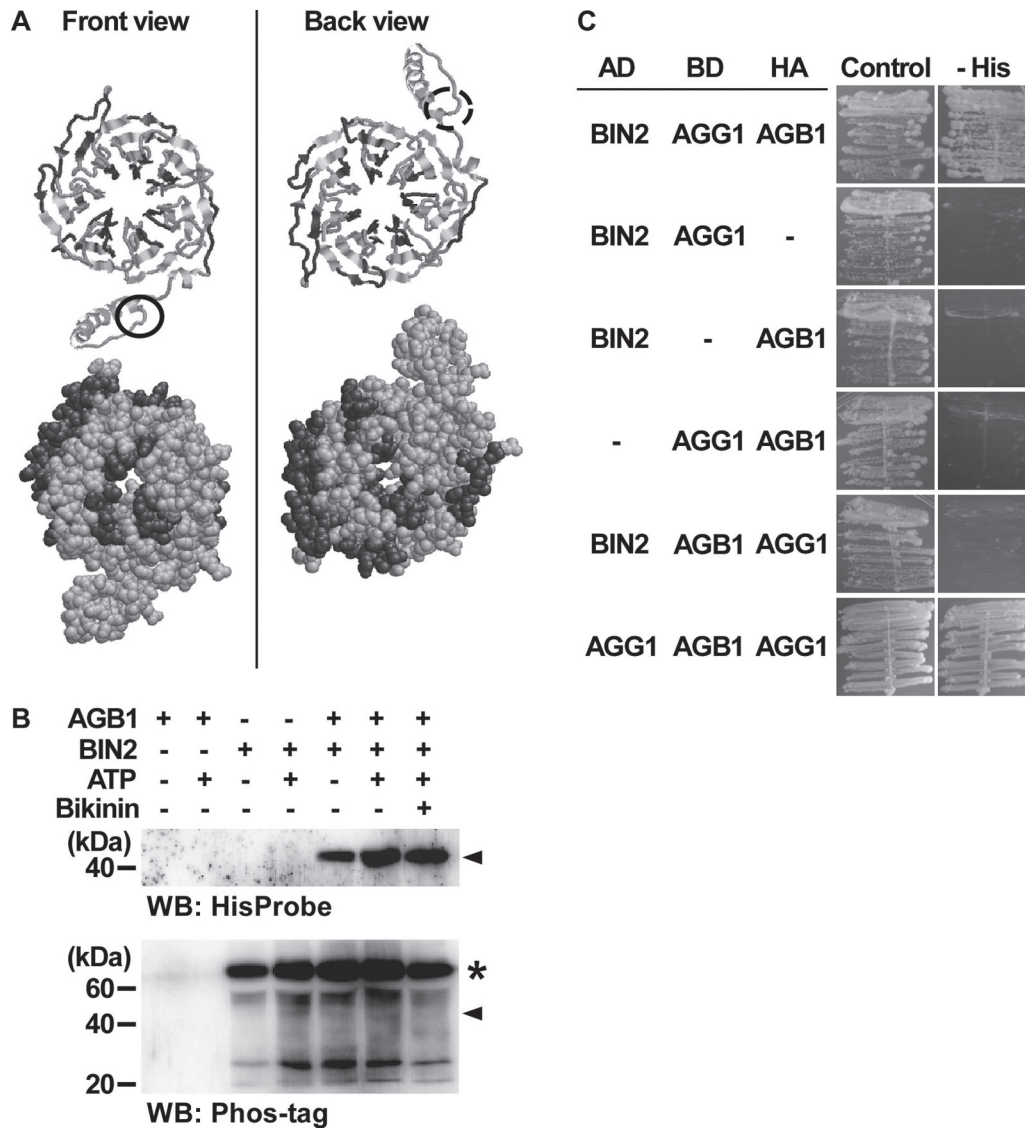 A Front view Back view
B AGB1 + + - - + + +
BIN2 - - + + + + +
ATP - + - + - + +
Bikinin - - - - - - +
(kDa)
40
WB: HisProbe
(kDa)
60
*
40
20
WB: Phos-tag
C
AD BD HA Control - His
BIN2 AGG1 AGB1
BIN2 AGG1 -
BIN2 - AGB1
- AGG1 AGB1
BIN2 AGB1 AGG1
AGG1 AGB1 AGG1